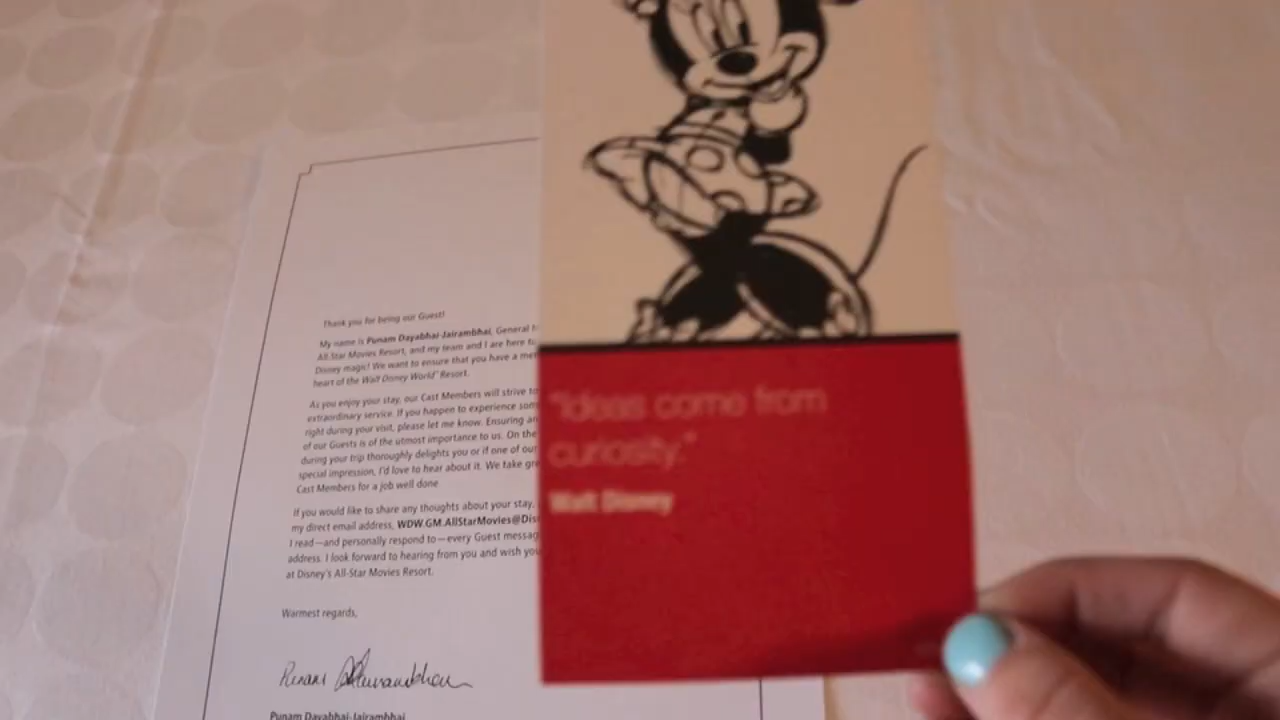 Thank you for being our Guest!
My name is Punam Dayabhai-Jairambhai, General
All-Star Movies Resort, and my team and I are here
Disney magic! We want to ensure that you have a
heart of the Walt Disney World® Resort.
As you enjoy your stay, our Cast Members will strive to
extraordinary service. If you happen to experience
right during your visit, please let me know. Ensuring
of our Guests is of the utmost importance to us. On the
during your trip thoroughly delights you or if one of our
special impression, I'd love to hear about it. We take
Cast Members for a job well done
If you would like to share any thoughts about your stay,
my direct email address, WDW.GM.AllStarMovies@Dis
I read—and personally respond to—every Guest
address. I look forward to hearing from you and wish you
at Disney's All-Star Movies Resort.
Warmest regards,
Punam Dayabhai-Jairambhai
"Ideas come from
curiosity."
Walt Disney